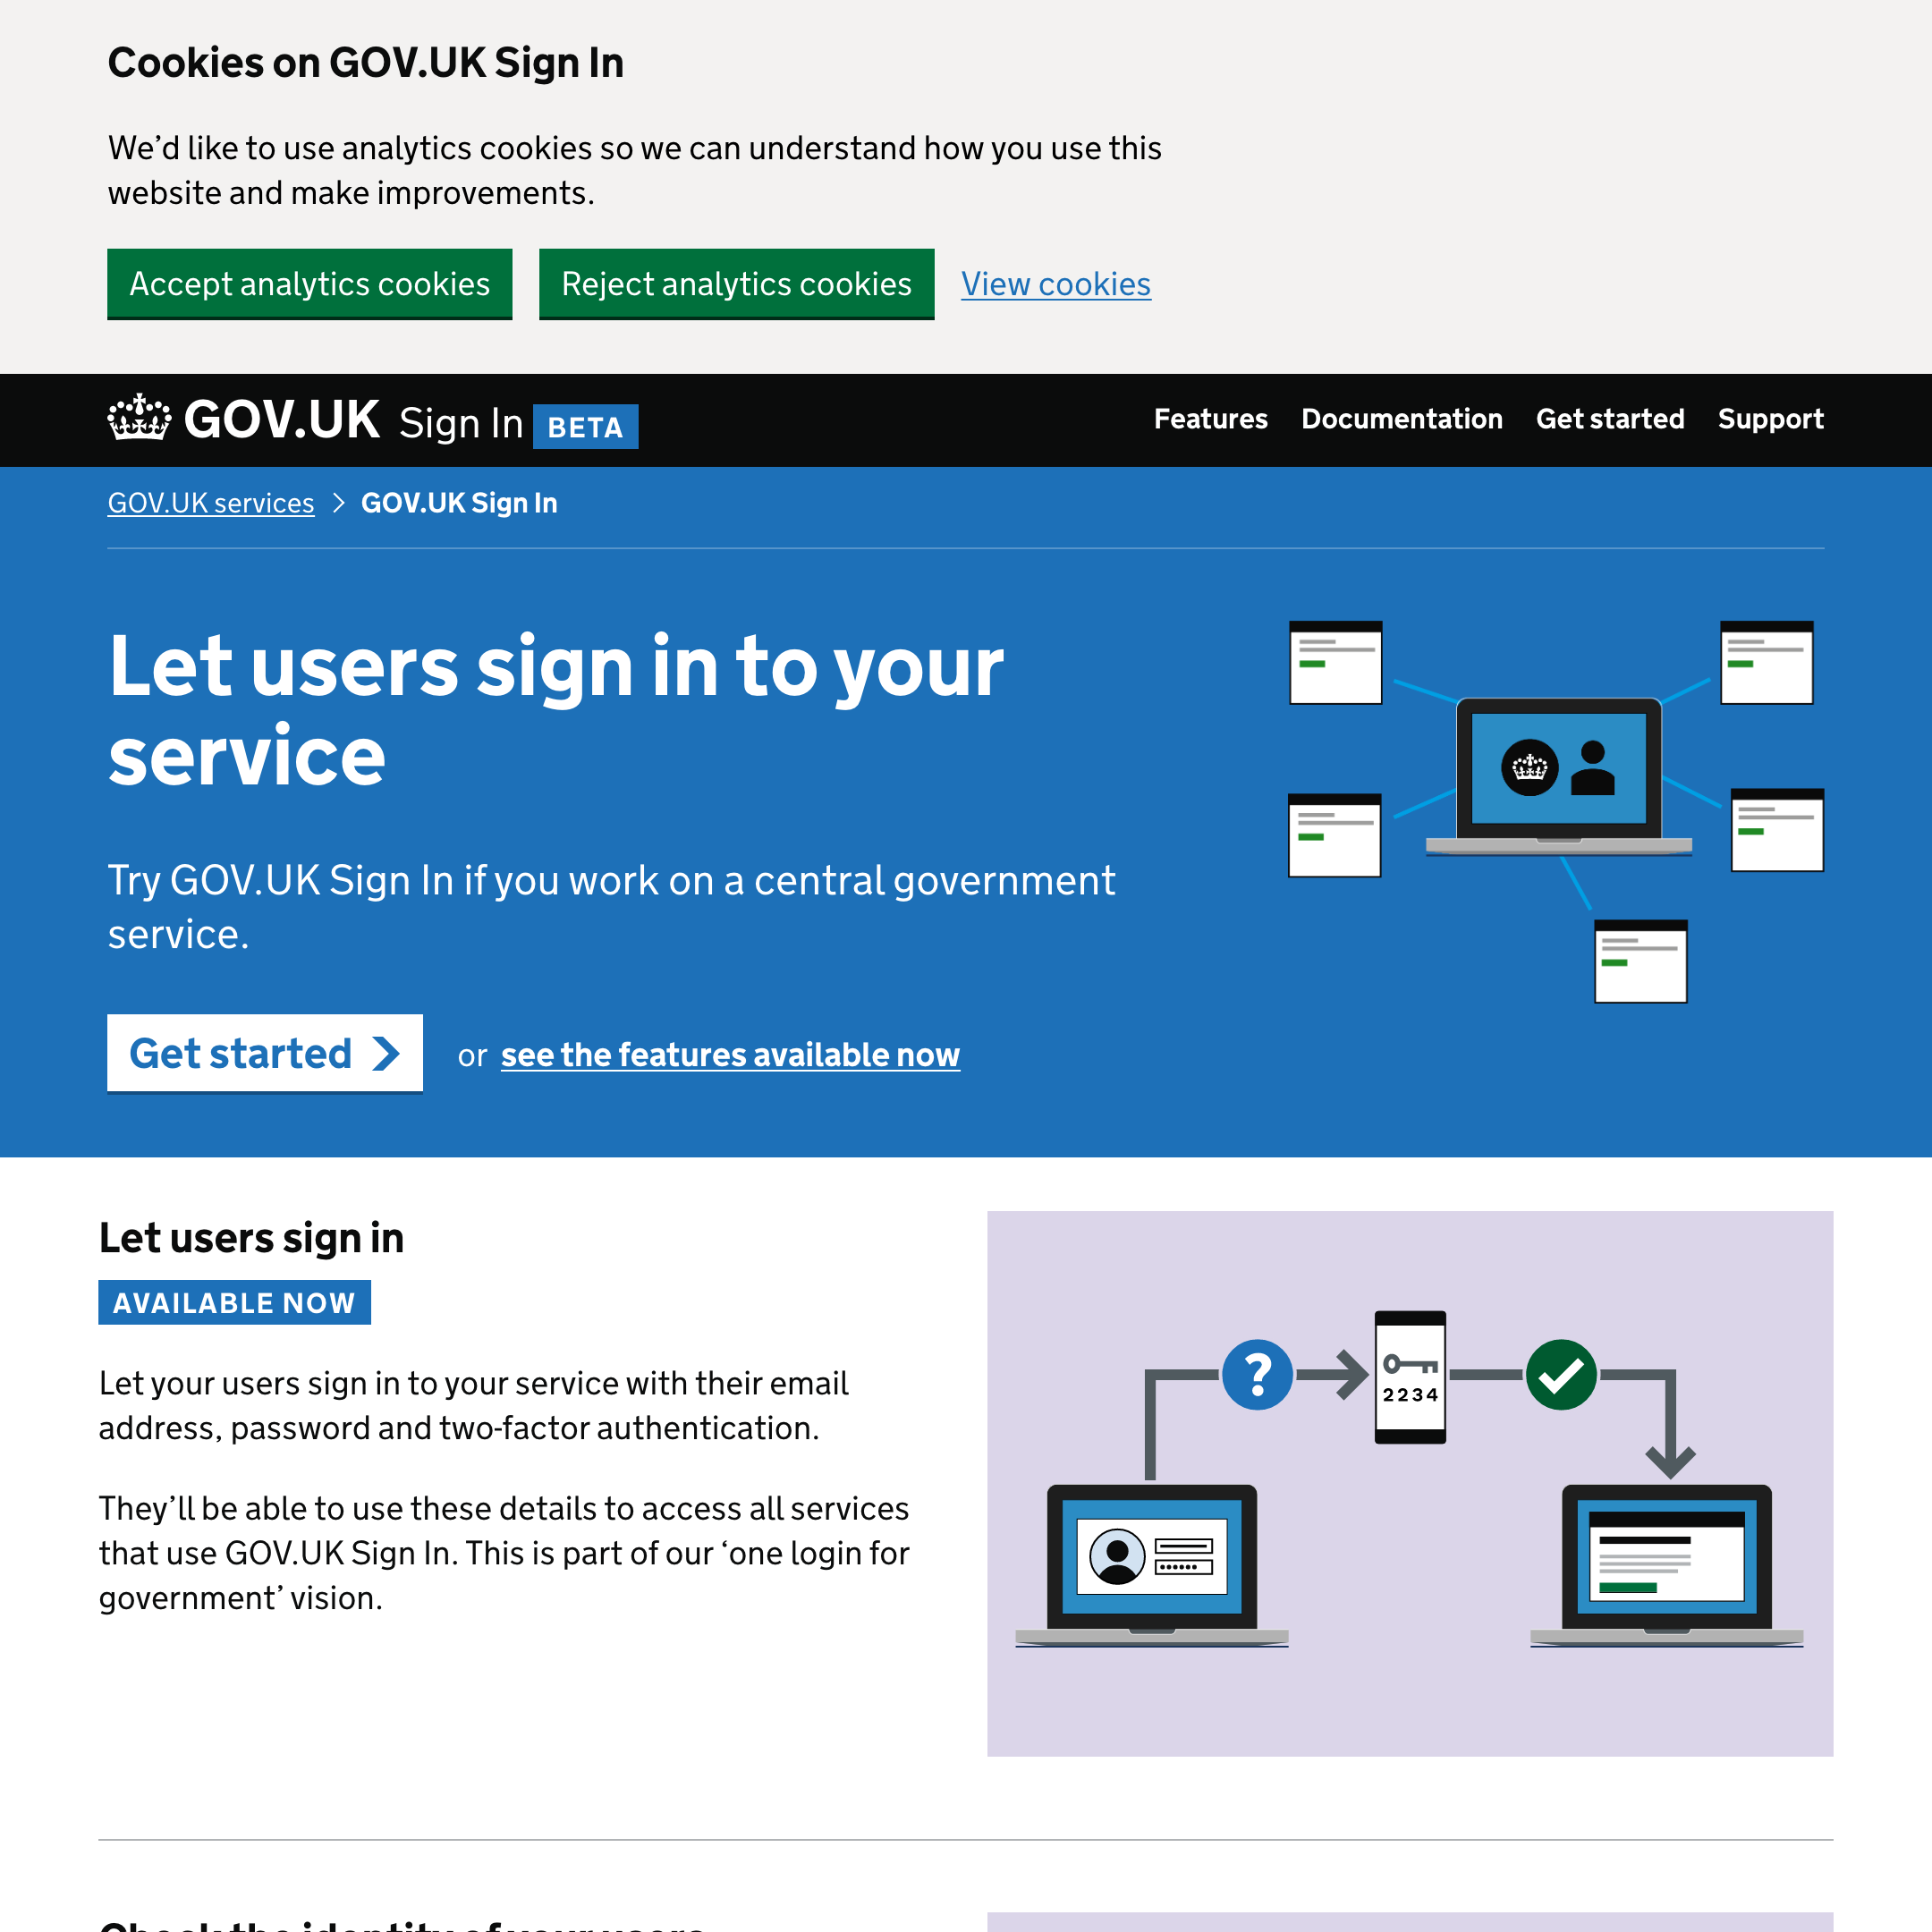 Cookies on GOV.UK Sign In
We’d like to use analytics cookies so we can understand how you use this
website and make improvements.
Accept analytics cookies
Reject analytics cookies
View cookies
GOV.UK Sign In BETA
Features
Documentation
Get started
Support
GOV.UK services
GOV.UK Sign In
Let users sign in to your
service
Try GOV.UK Sign In if you work on a central government
service.
Get started
or see the features available now
Let users sign in
AVAILABLE NOW
Let your users sign in to your service with their email
address, password and two-factor authentication.
They’ll be able to use these details to access all services
that use GOV.UK Sign In. This is part of our ‘one login for
government’ vision.
?
2234
Check the identity of your users